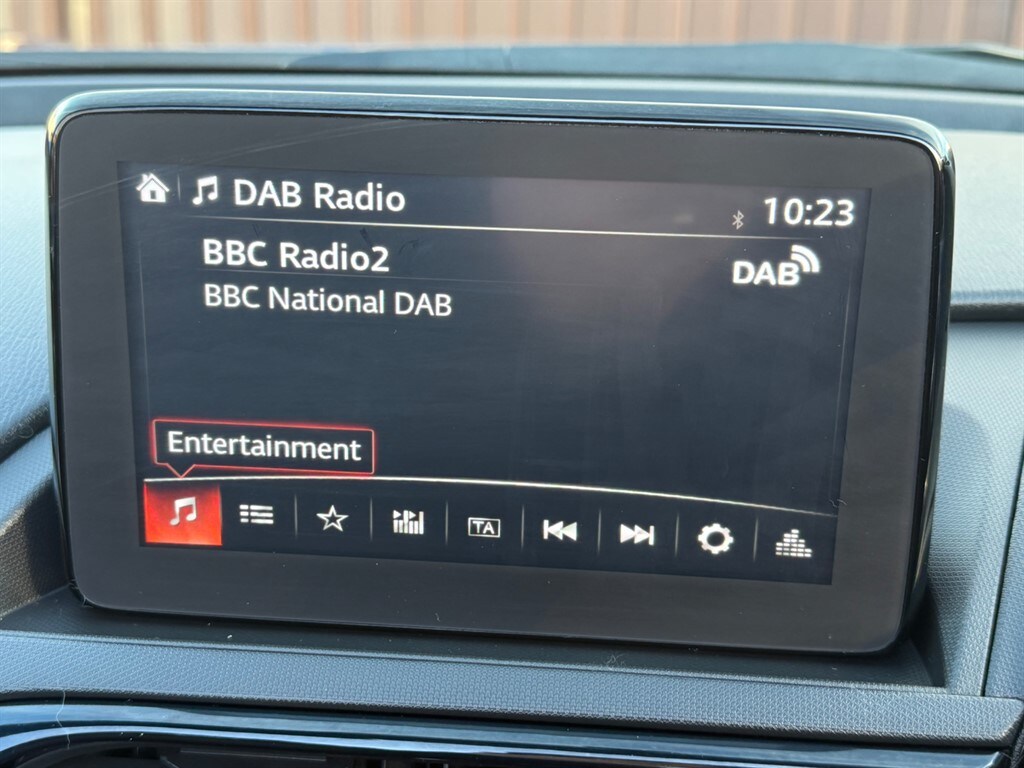 DAB Radio
10:23
BBC Radio2
DAB
BBC National DAB
Entertainment
TA